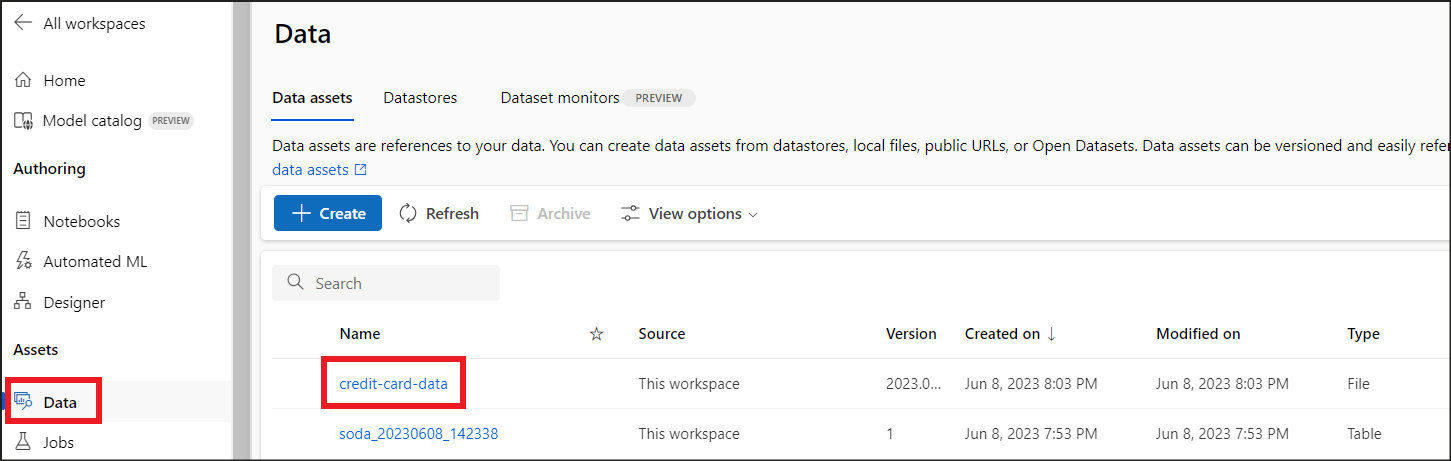 All workspaces
Home
Model catalog PREVIEW
Authoring
Notebooks
Automated ML
Designer
Assets
Data
Jobs
Data
Data assets Datastores Dataset monitors PREVIEW
Data assets are references to your data. You can create data assets from datastores, local files, public URLs, or Open Datasets. Data assets can be versioned and easily refe
data assets
Create Refresh Archive View options
Search
Name Source Version Created on Modified on Type
credit-card-data This workspace 2023.0... Jun 8, 2023 8:03 PM Jun 8, 2023 8:03 PM File
soda_20230608_142338 This workspace 1 Jun 8, 2023 7:53 PM Jun 8, 2023 7:53 PM Table